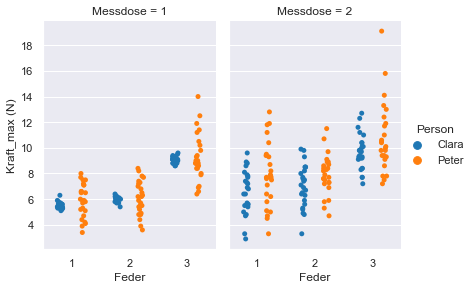 Messdose = 1
Messdose = 2
18
16
14
12
10
8
6
4
Kraft_max (N)
1 2 3
1 2 3
Feder
Feder
Person
Clara
Peter